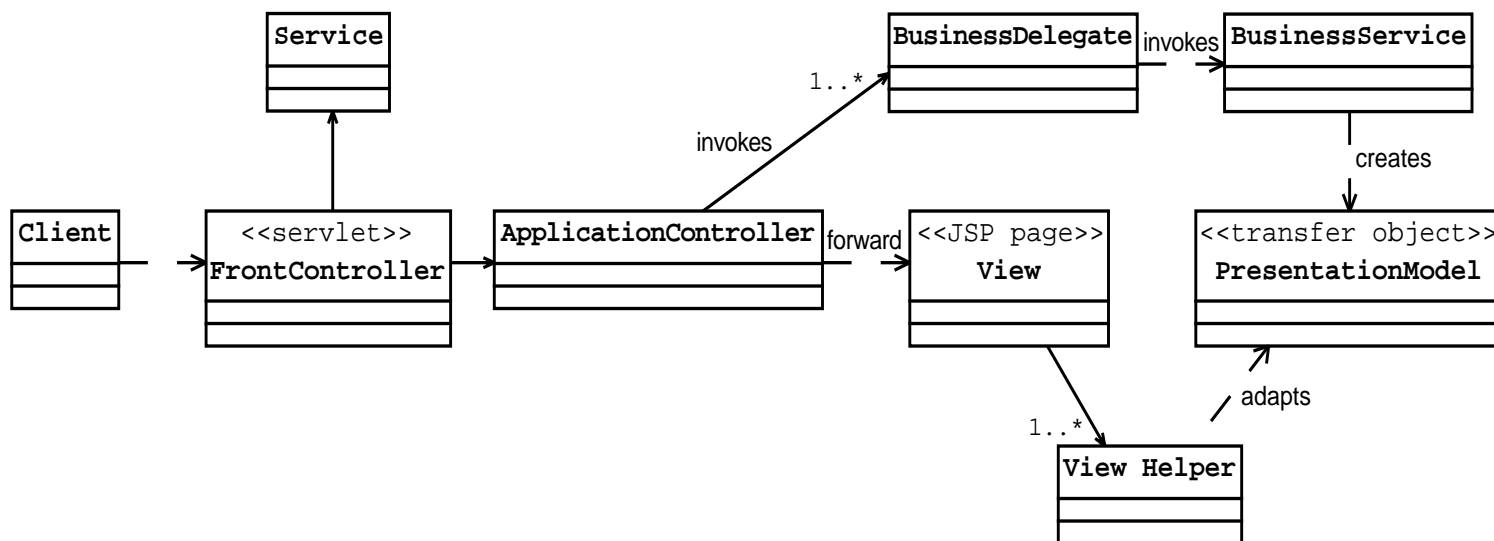 Service
BusinessDelegate
invokes
BusinessService
1..*
invokes
creates
Client
<<servlet>>
FrontController
ApplicationController
forward
<<JSP page>>
View
<<transfer object>>
PresentationModel
adapts
1..*
View Helper